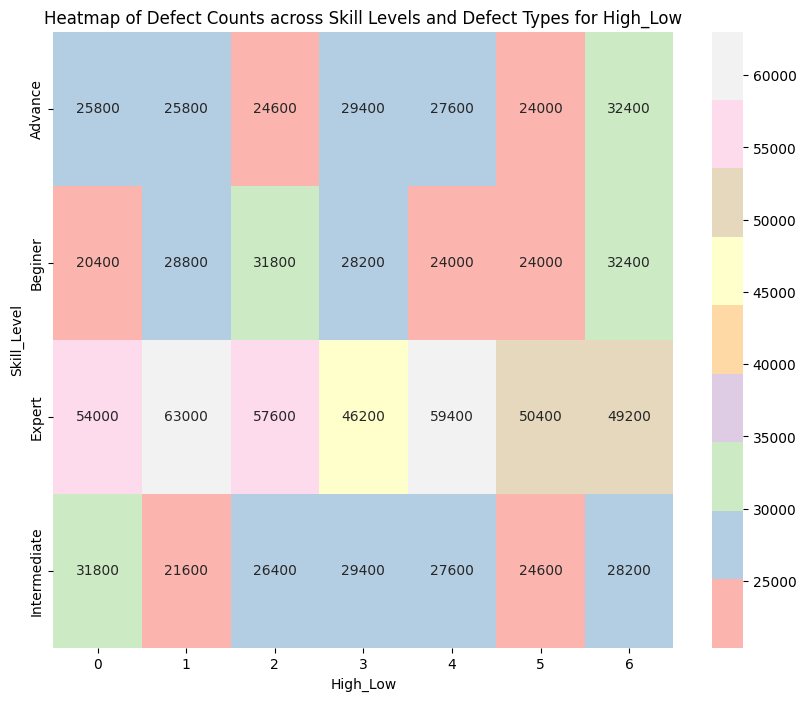 Heatmap of Defect Counts across Skill Levels and Defect Types for High_Low
Skill_Level
Advance
25800 25800 24600 29400 27600 24000 32400
Beginer
20400 28800 31800 28200 24000 24000 32400
Expert
54000 63000 57600 46200 59400 50400 49200
Intermediate
31800 21600 26400 29400 27600 24600 28200
0 1 2 3 4 5 6
High_Low
60000
55000
50000
45000
40000
35000
30000
25000